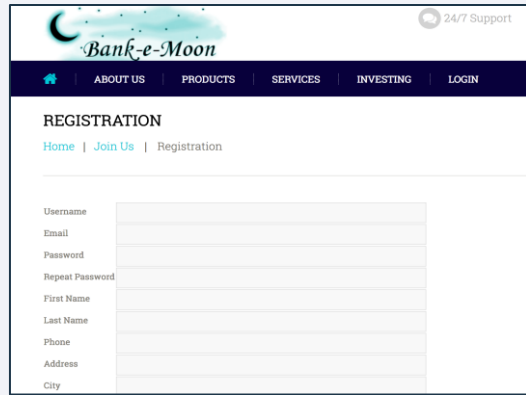 24/7 Support
Bank-e-Moon
ABOUT US PRODUCTS SERVICES INVESTING LOGIN
REGISTRATION
Home | Join Us | Registration
Username
Email
Password
Repeat Password
First Name
Last Name
Phone
Address
City